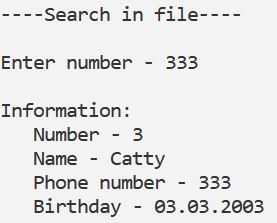 ----Search in file----
Enter number - 333
Information:
Number - 3
Name - Catty
Phone number - 333
Birthday - 03.03.2003